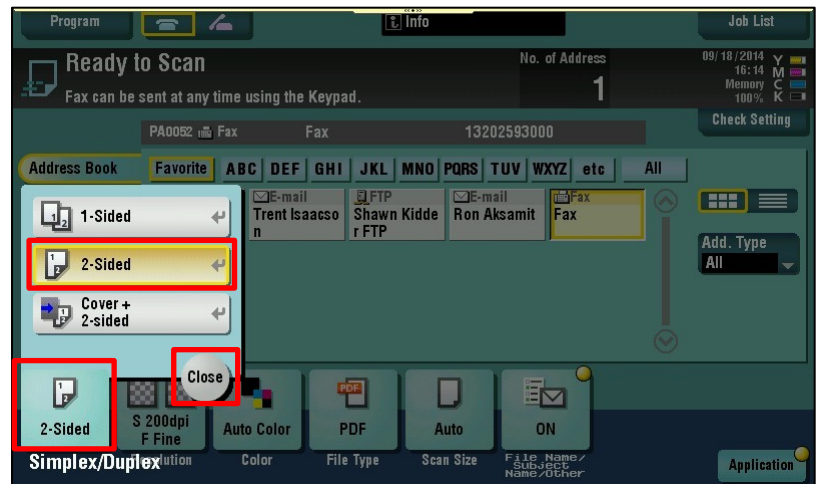 Program
Info
Job List
Ready to Scan
No. of Address
09/18/2014
Y
16:14
M
Memory
C
100%
K
Fax can be sent at any time using the Keypad.
1
Check Setting
PA0052 Fax Fax 13202593000
Address Book
Favorite ABC DEF GHI JKL MNO PQRS TUV WXYZ etc All
1-Sided
E-mail
Trent Isaacso
n
FTP
Shawn Kidde
r FTP
E-mail
Ron Aksamit
Fax
Fax
Add. Type
All
2-Sided
Cover +
2-sided
Close
2-Sided
S 200dpi
F Fine
Auto Color
PDF
PDF
Auto
ON
Simplex/Duplex
Color
File Type
Scan Size
File Name/
Subject
Name/Other
Application